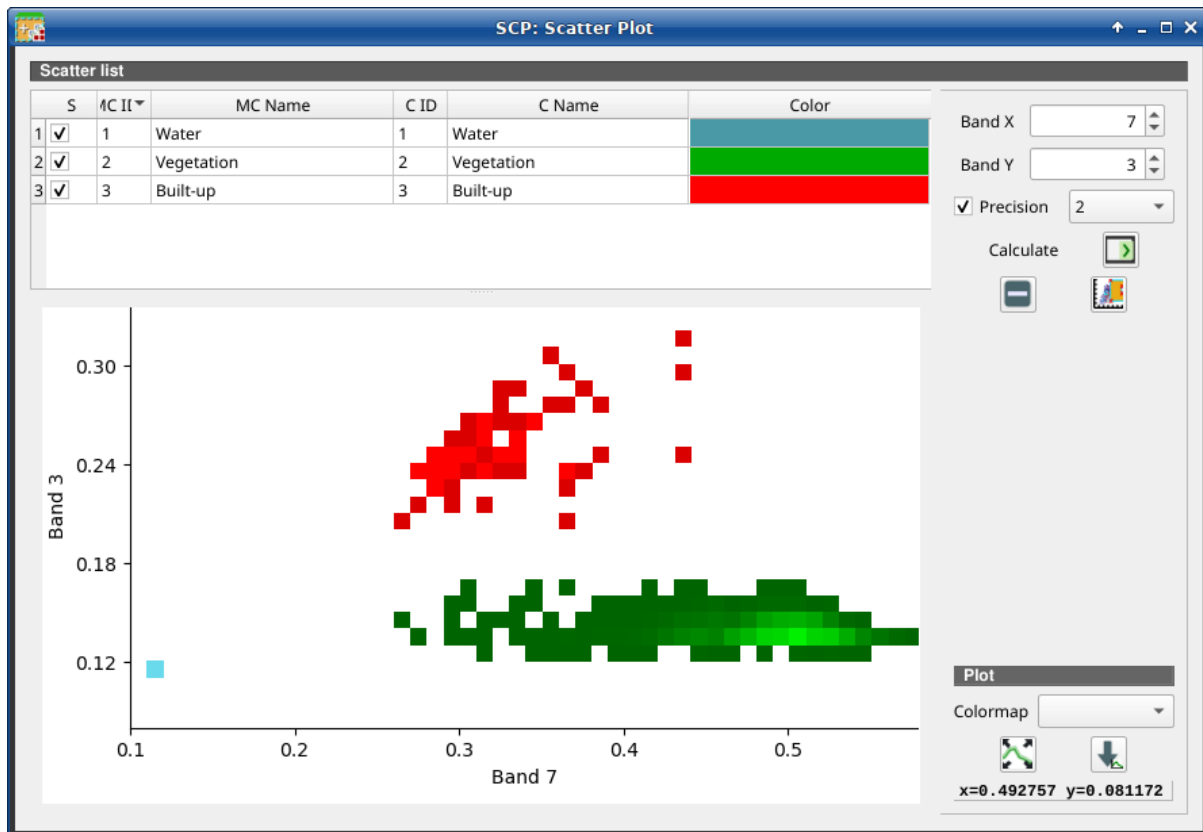 SCP: Scatter Plot
Scatter list
S MC ID MC Name C ID C Name Color
1 1 Water 1 Water
2 2 Vegetation 2 Vegetation
3 3 Built-up 3 Built-up
Band X 7
Band Y 3
Precision 2
Calculate
0.30
0.24
0.18
0.12
Band 3
0.1 0.2 0.3 0.4 0.5
Band 7
Plot
Colormap
x=0.492757 y=0.081172